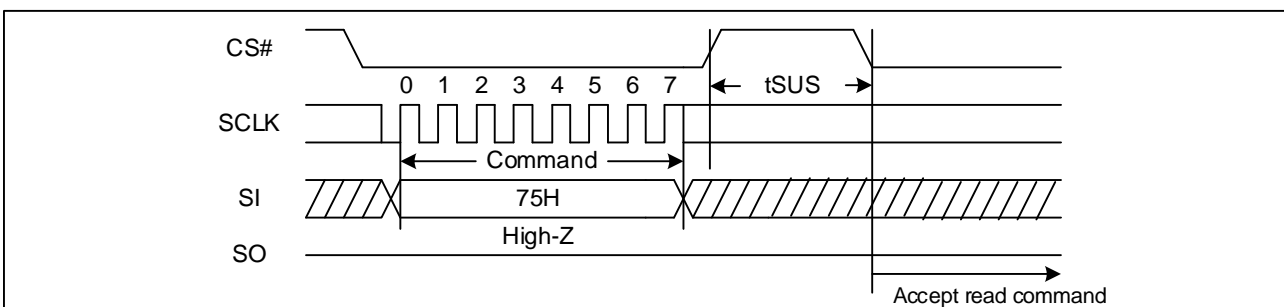 CS#
0 1 2 3 4 5 6 7
tSUS
SCLK
Command
SI
75H
High-Z
SO
Accept read command